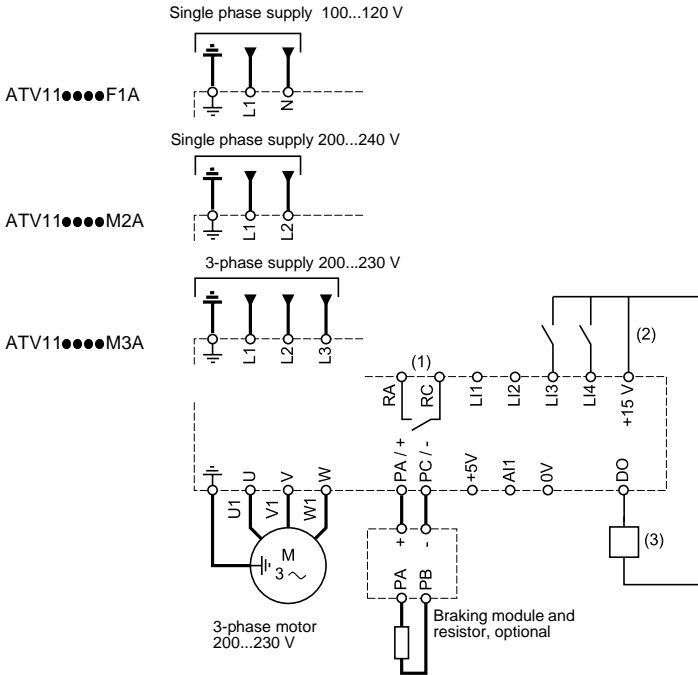 Single phase supply 100...120 V
ATV11●●●●F1A
L1
N
Single phase supply 200...240 V
ATV11●●●●M2A
L1
L2
3-phase supply 200...230 V
ATV11●●●●M3A
L1
L2
L3
(1)
(2)
RA
RC
LI1
LI2
LI3
LI4
+15 V
U
V
W
PA / +
PC / -
+5V
AI1
0V
DO
U1
V1
W1
M
3
+
-
(3)
PA
PB
3-phase motor
200...230 V
Braking module and
resistor, optional